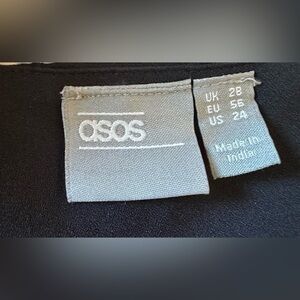 asos
UK 28
EU 56
US 24
Made in
India